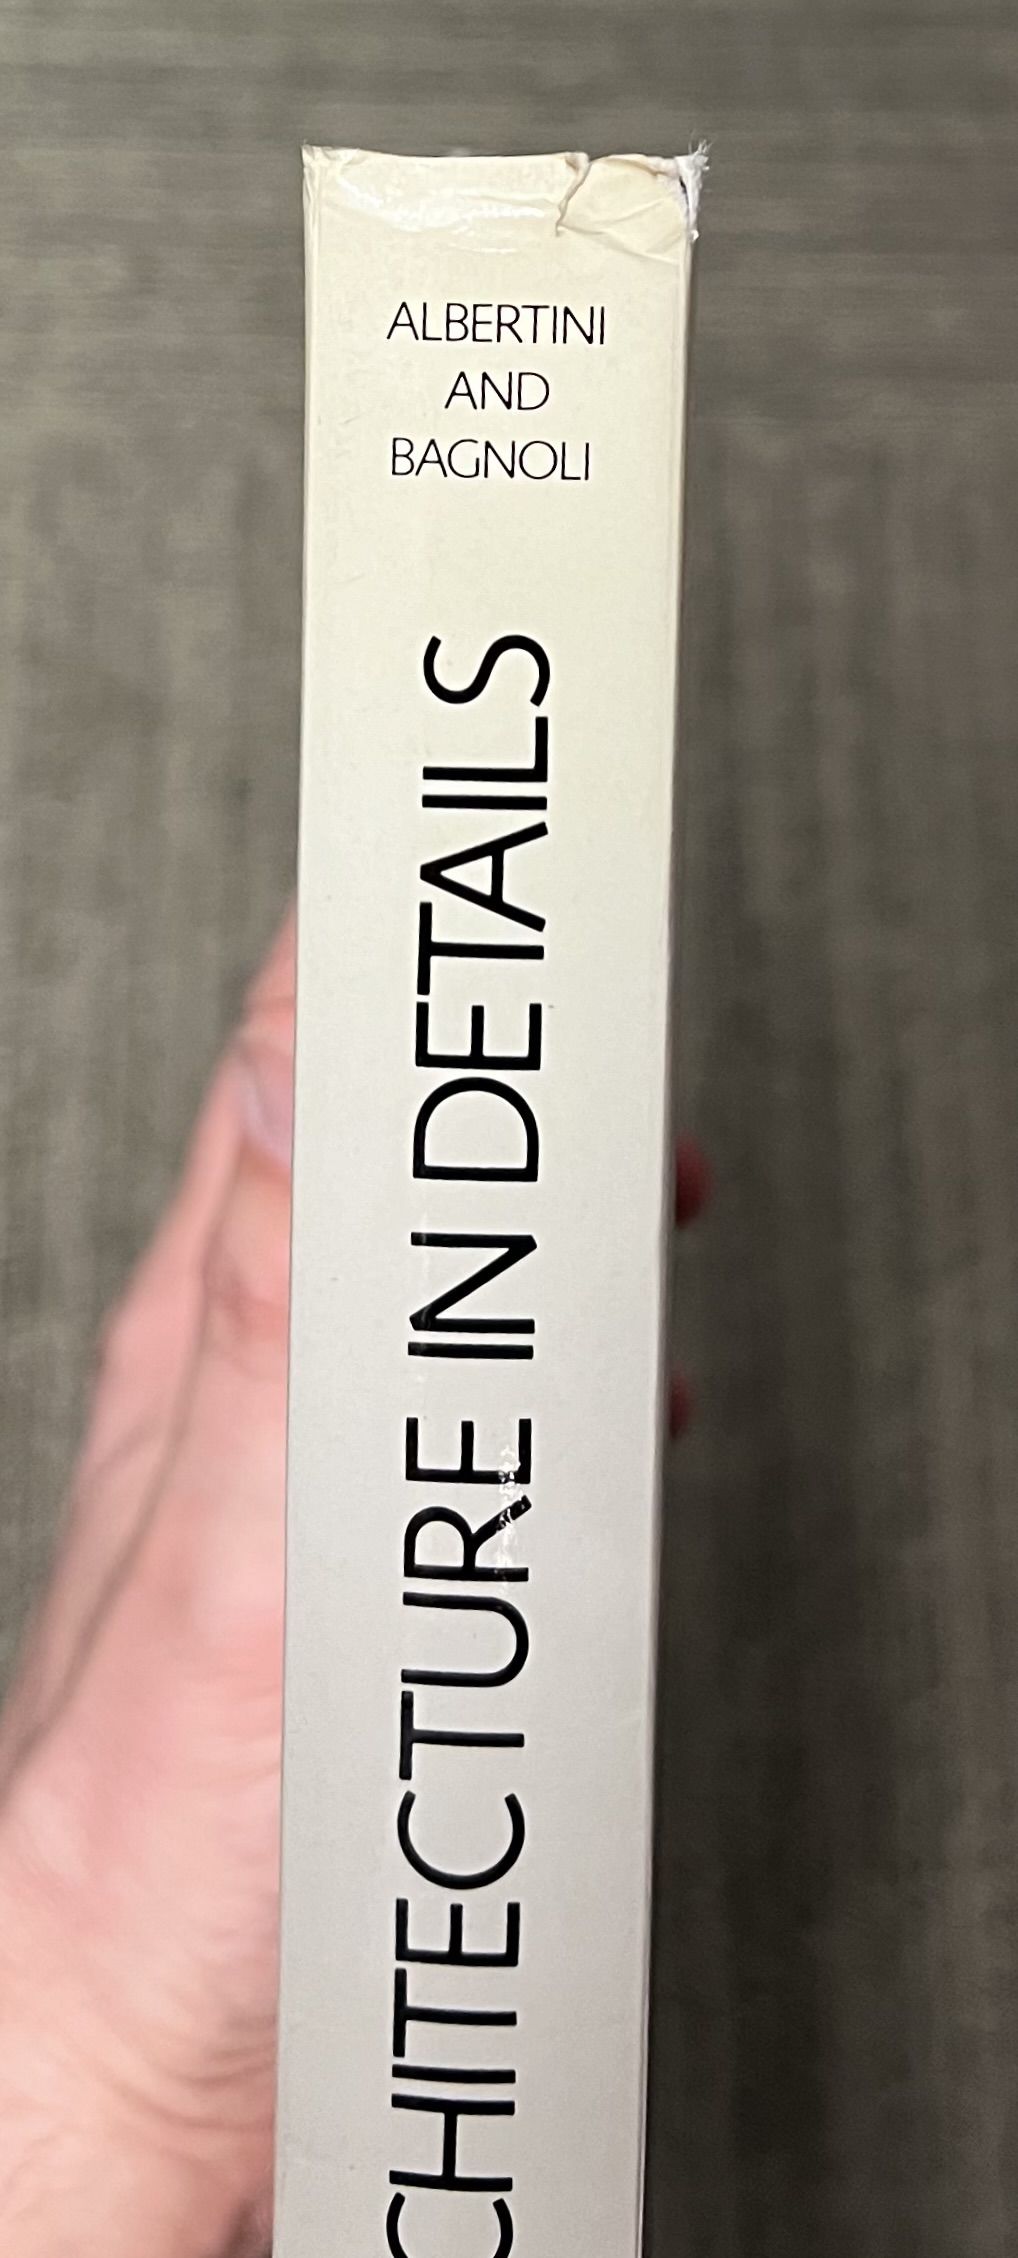 ALBERTINI
AND
BAGNOLI
CHITECTURE IN DETAILS